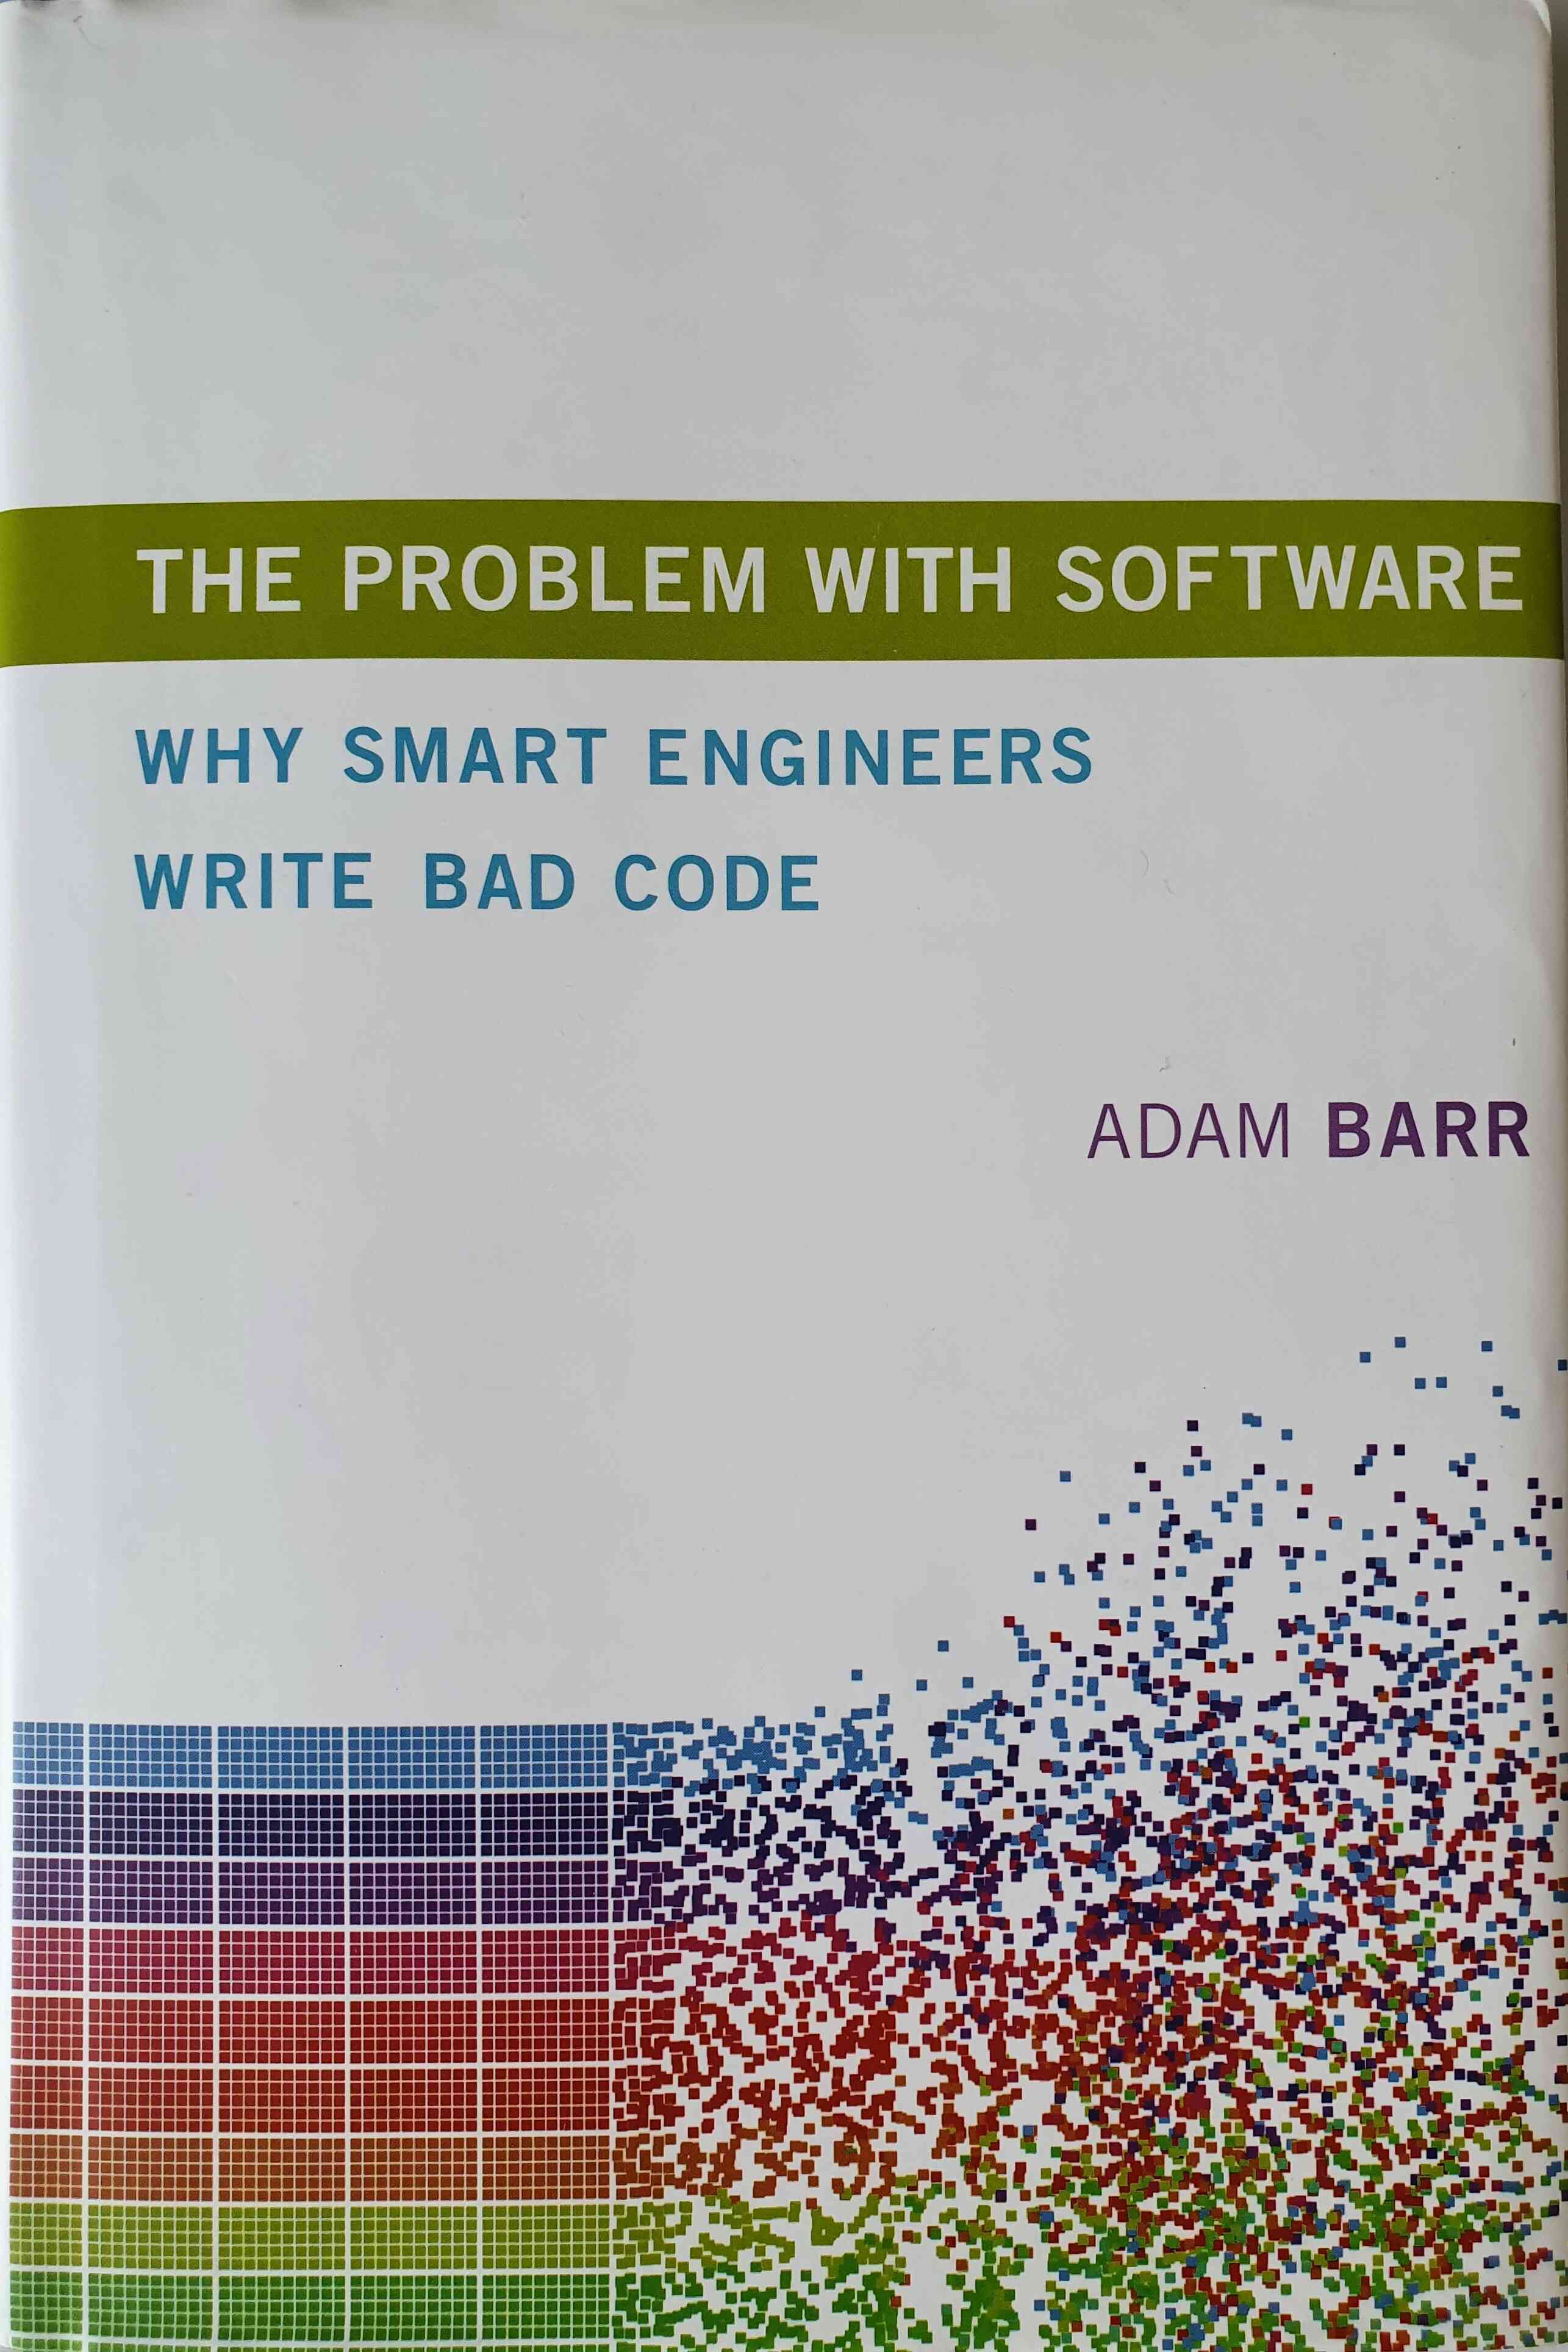 THE PROBLEM WITH SOFTWARE
WHY SMART ENGINEERS
WRITE BAD CODE
ADAM BARR